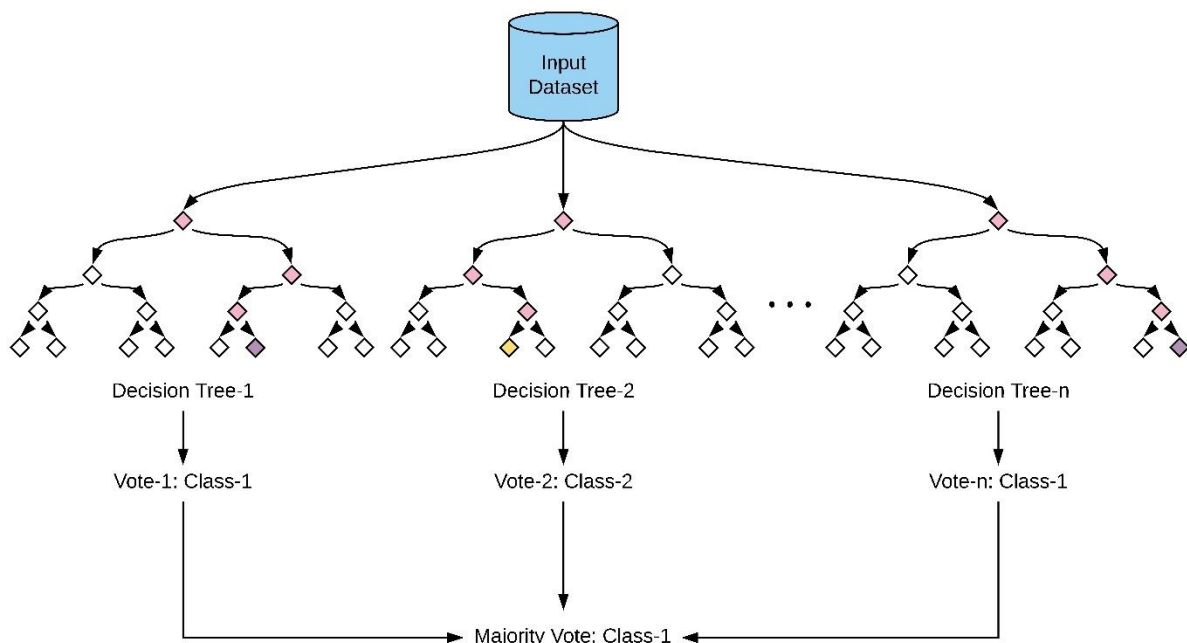 Input
Dataset
Decision Tree-1
Decision Tree-2
Decision Tree-n
Vote-1: Class-1
Vote-2: Class-2
Vote-n: Class-1
Majority Vote: Class-1